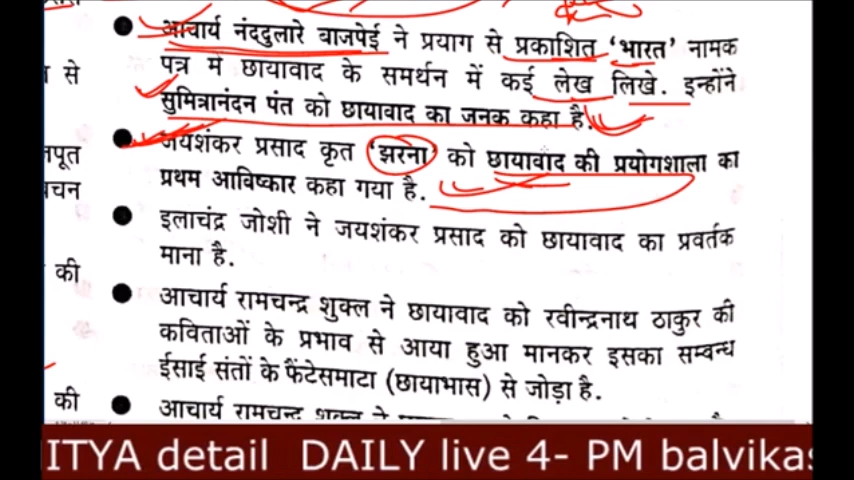 आचार्य नंददुलारे बाजपेई ने प्रयाग से प्रकाशित 'भारत' नामक
से
पत्र में छायावाद के समर्थन में कई लेख लिखे. इन्होंने
सुमित्रानंदन पंत को छायावाद का जनक कहा है.
जयशंकर प्रसाद कृत 'झरना' को छायावाद की प्रयोगशाला का
प्रथम आविष्कार कहा गया है.
इलाचंद्र जोशी ने जयशंकर प्रसाद को छायावाद का प्रवर्तक
माना है.
की
आचार्य रामचन्द्र शुक्ल ने छायावाद को रवीन्द्रनाथ ठाकुर की
कविताओं के प्रभाव से आया हुआ मानकर इसका सम्बन्ध
ईसाई संतों के फैंटेसमाटा (छायाभास) से जोड़ा है.
की
आचार्य रामचन्द्र शुक्ल ने
ITYA detail DAILY live 4- PM balvikas